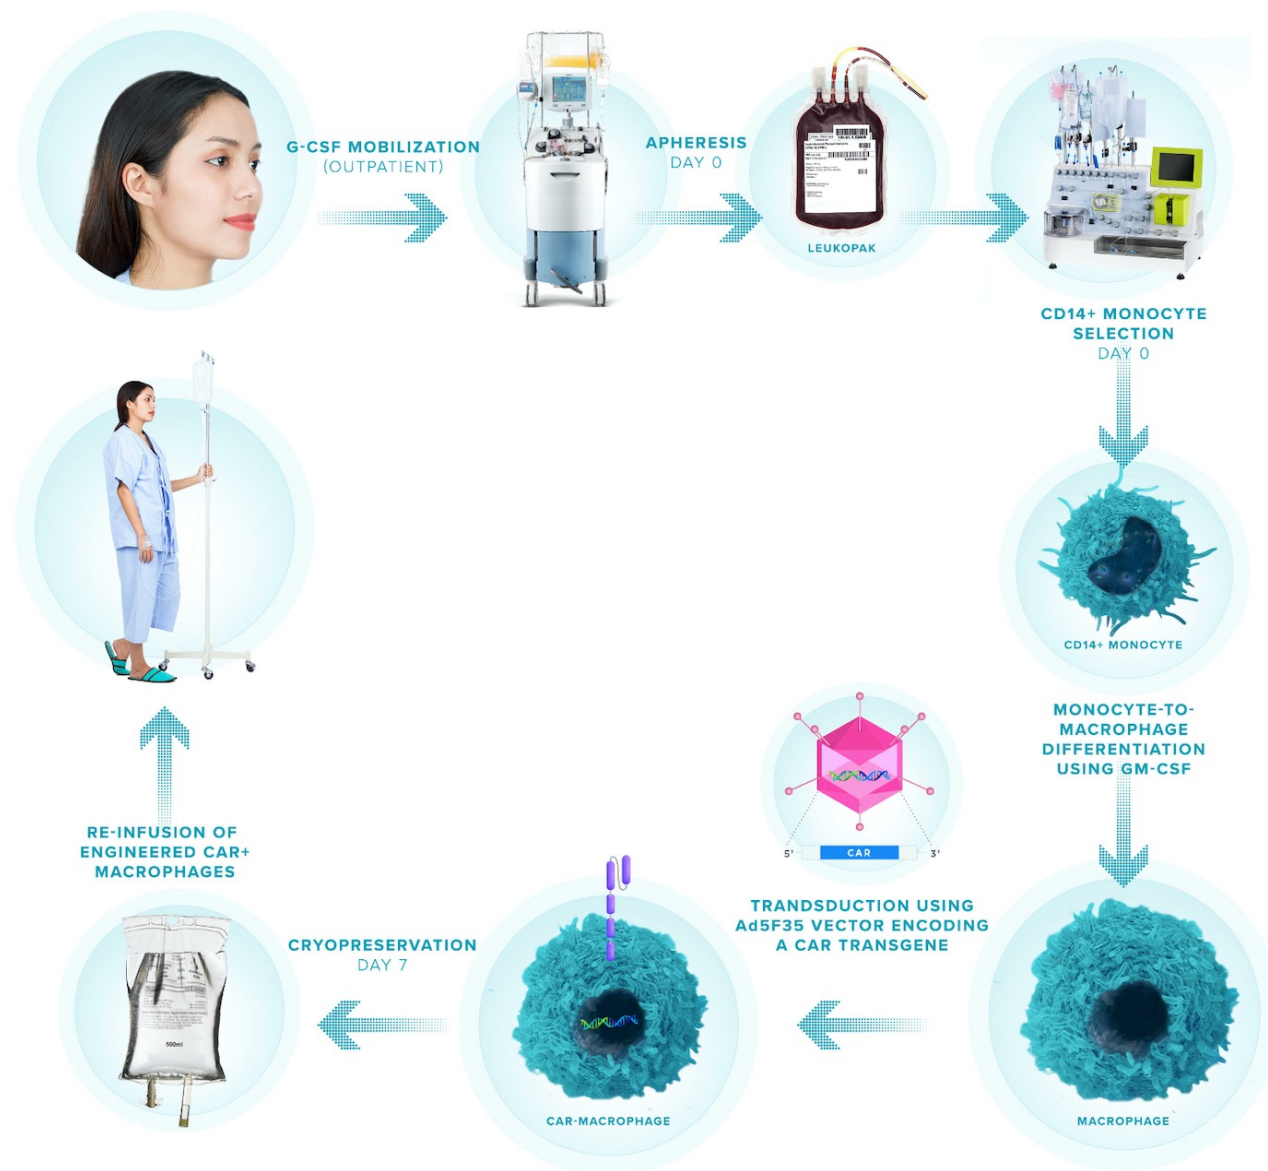 G-CSF MOBILIZATION
(OUTPATIENT)
APHERESIS
DAY 0
LEUKOPAK
CD14+ MONOCYTE
SELECTION
DAY 0
CD14+ MONOCYTE
MONOCYTE-TO-
MACROPHAGE
DIFFERENTIATION
USING GM-CSF
MACROPHAGE
5' CAR 3'
TRANDSDUCTION USING
Ad5F35 VECTOR ENCODING
A CAR TRANSGENE
CAR-MACROPHAGE
CRYOPRESERVATION
DAY 7
500ml
RE-INFUSION OF
ENGINEERED CAR+
MACROPHAGES